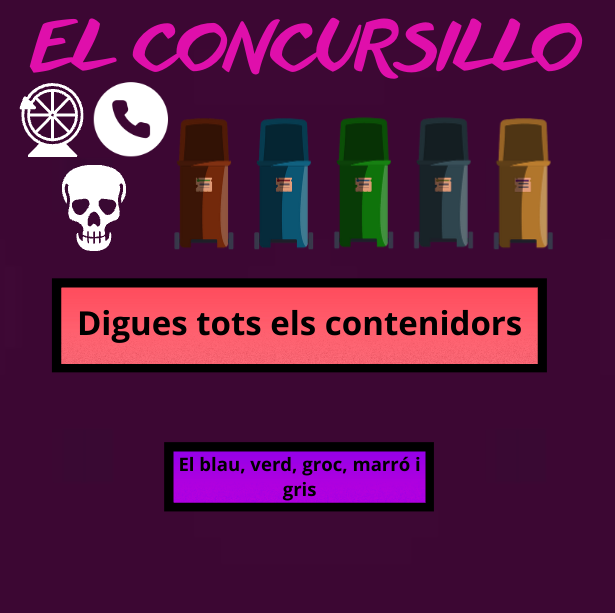 EL CONCURSILLO
Digues tots els contenidors
El blau, verd, groc, marró i
gris